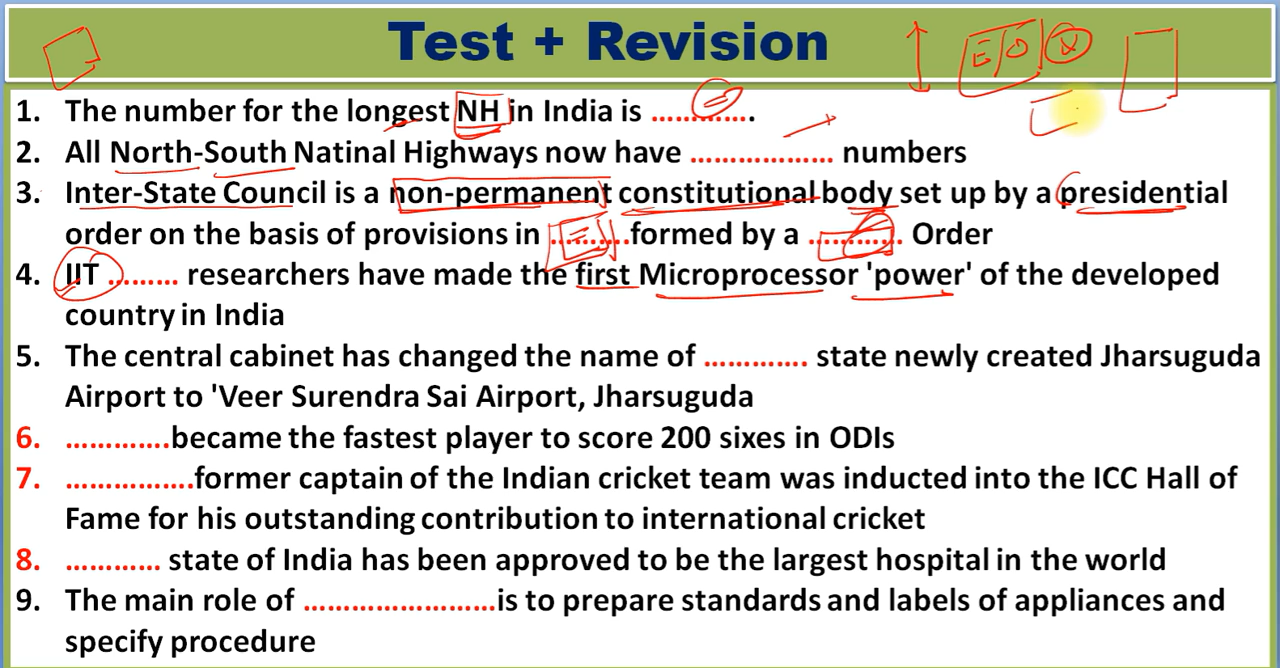 Test + Revision
E O N
1. The number for the longest NH in India is ............
2. All North-South Natinal Highways now have .................. numbers
3. Inter-State Council is a non-permanent constitutional body set up by a presidential
order on the basis of provisions in ..........formed by a ............ Order
4. IIT ......... researchers have made the first Microprocessor 'power' of the developed
country in India
5. The central cabinet has changed the name of ............. state newly created Jharsuguda
Airport to 'Veer Surendra Sai Airport, Jharsuguda
6. .............became the fastest player to score 200 sixes in ODIs
7. ................former captain of the Indian cricket team was inducted into the ICC Hall of
Fame for his outstanding contribution to international cricket
8. ............ state of India has been approved to be the largest hospital in the world
9. The main role of ........................is to prepare standards and labels of appliances and
specify procedure